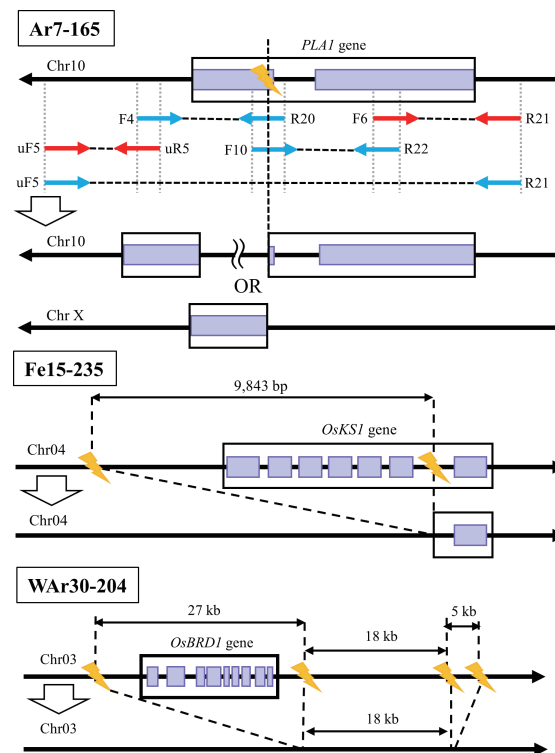 Ar7-165
PLA1 gene
Chr10
F4 R20 F6 R21
uF5 uR5 F10 R22
uF5 R21
Chr10
OR
Chr X
Fe15-235
9,843 bp
OsKS1 gene
Chr04
Chr04
WAr30-204
27 kb
5 kb
OsBRD1 gene
18 kb
Chr03
18 kb
Chr03